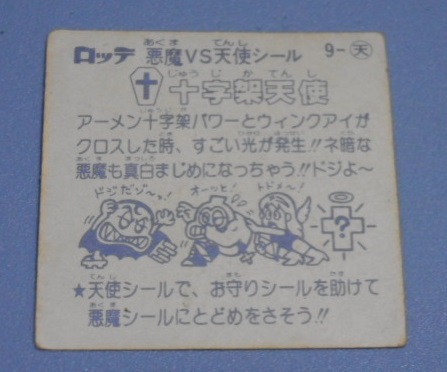 ロッテ 悪魔VS天使シール 9-天
十字架天使
アーメン十字架パワーとウィンクアイが
クロスした時、すごい光が発生!!ネ暗な
悪魔も真白まじめになっちゃう!!ドジよ〜
ドジだゾ〜ッ! オーッと! トドメ〜!
?
★天使シールで、お守りシールを助けて
悪魔シールにとどめをさそう!!